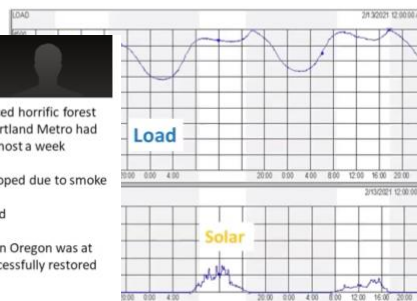 LOAD
2/13/2021 12:00:00
ed horrific forest
rtland Metro had
nost a week
oped due to smoke
d
n Oregon was at
cessfully restored
Load
20:00 0:00 4:00 20:00 0:00 4:00 8:00 12:00 16:00 20:00
2/13/2021 12:00:00
Solar
20:00 0:00 4:00 20:00 0:00 4:00 8:00 12:00 16:00 20:00